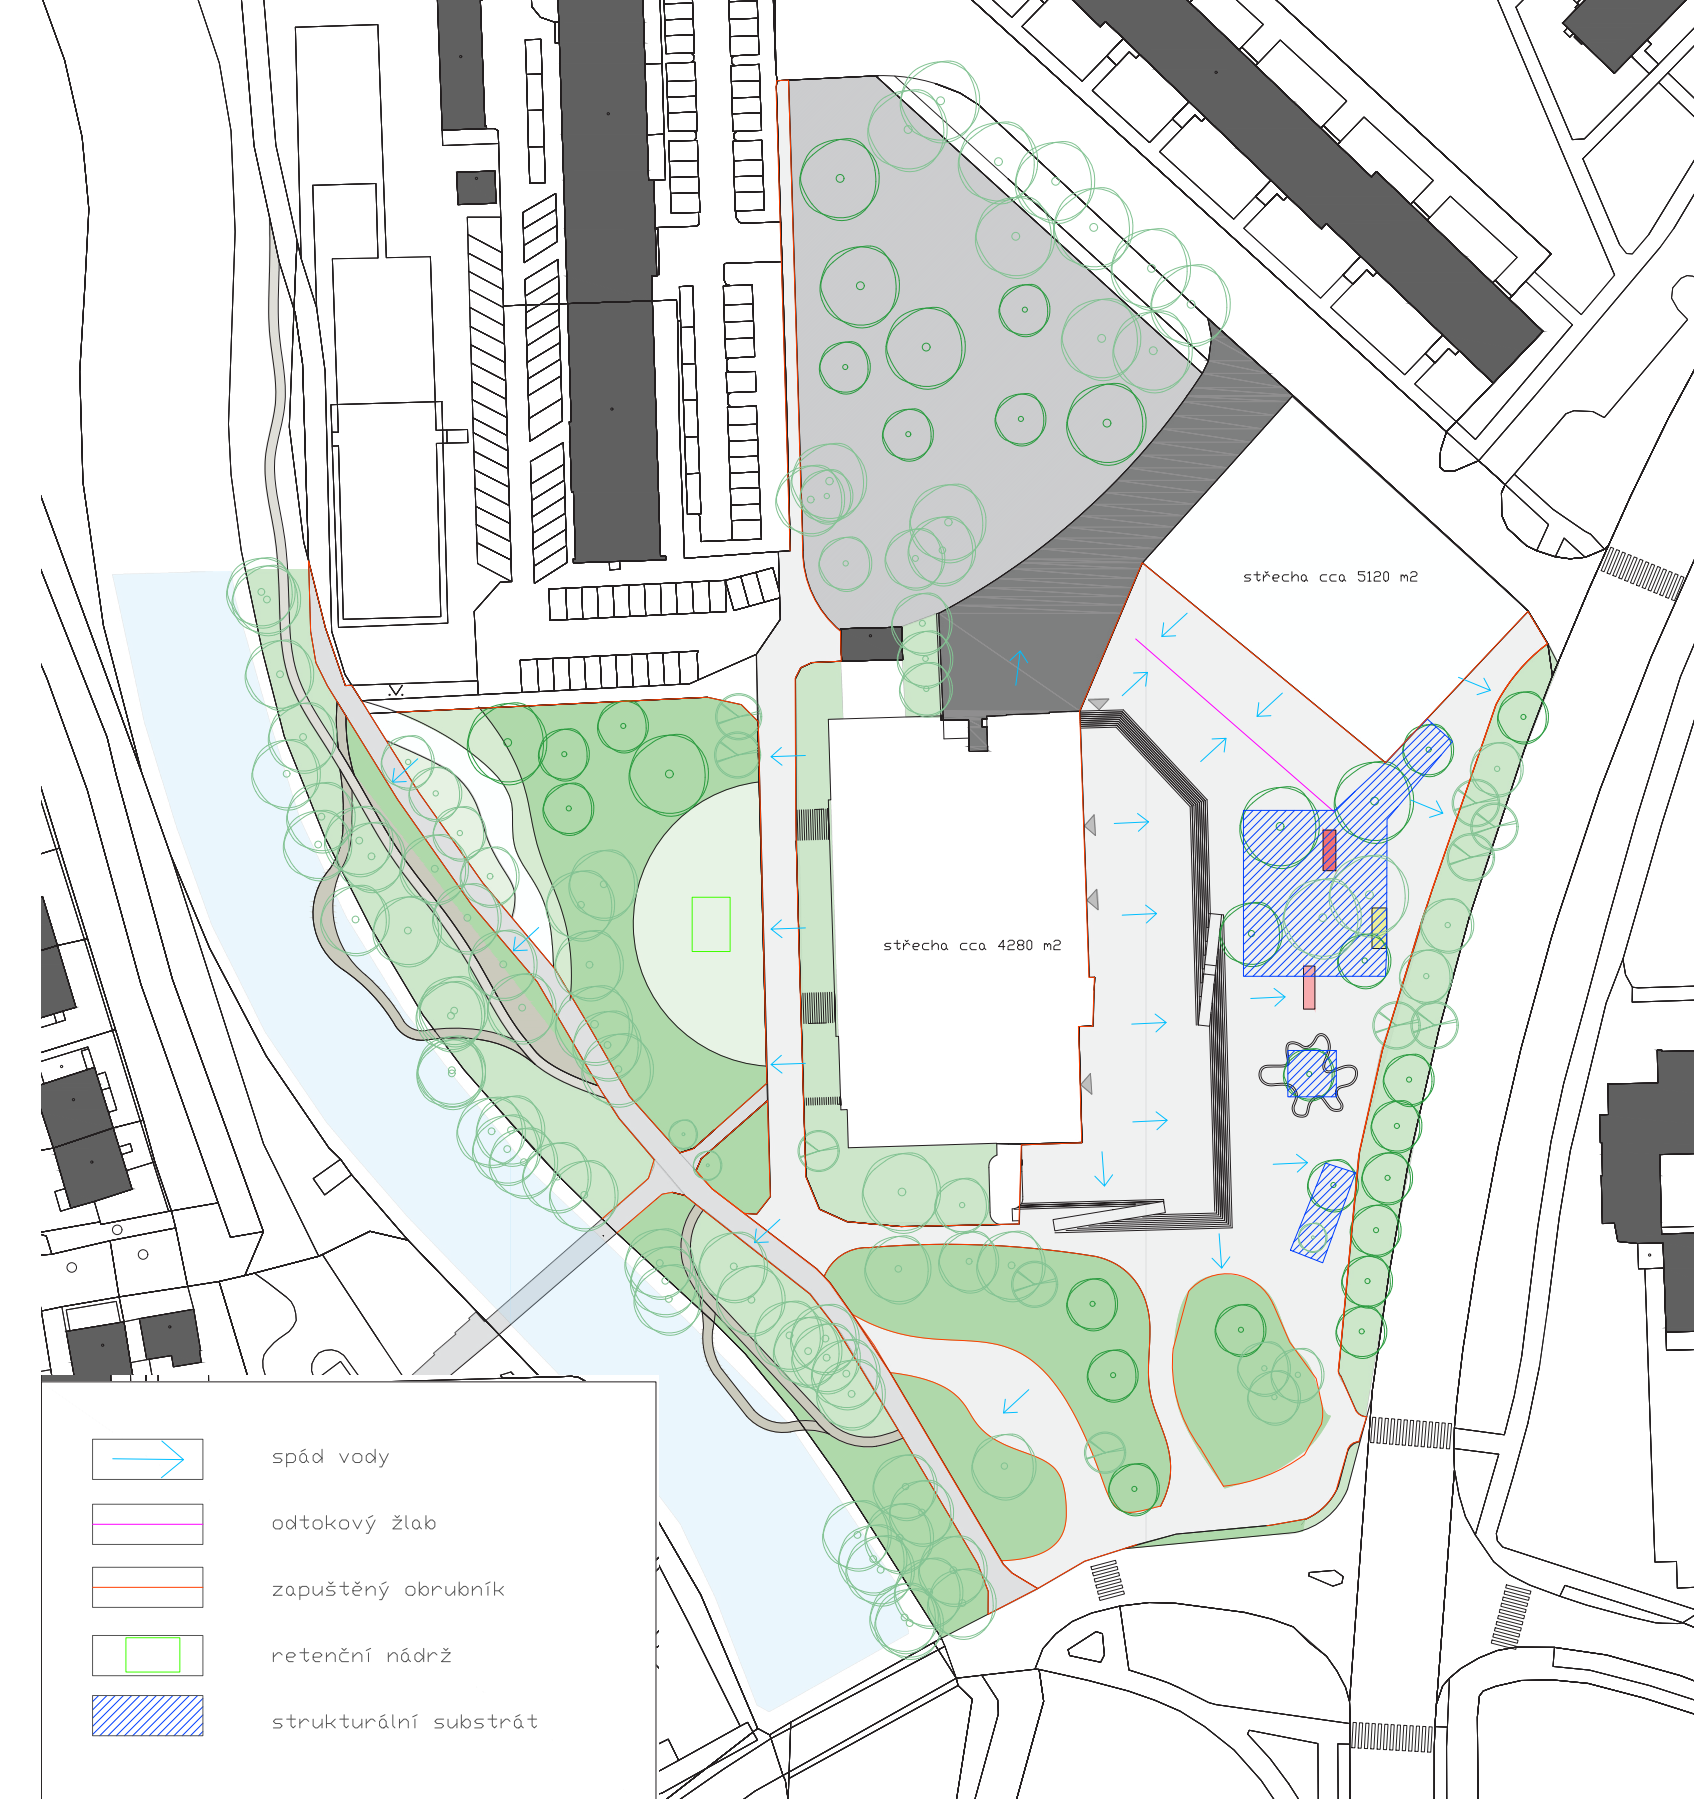 střecha cca 5120 m2
střecha cca 4280 m2
spád vody
odtokový žlab
zapuštěný obrubník
retenční nádrž
strukturální substrát